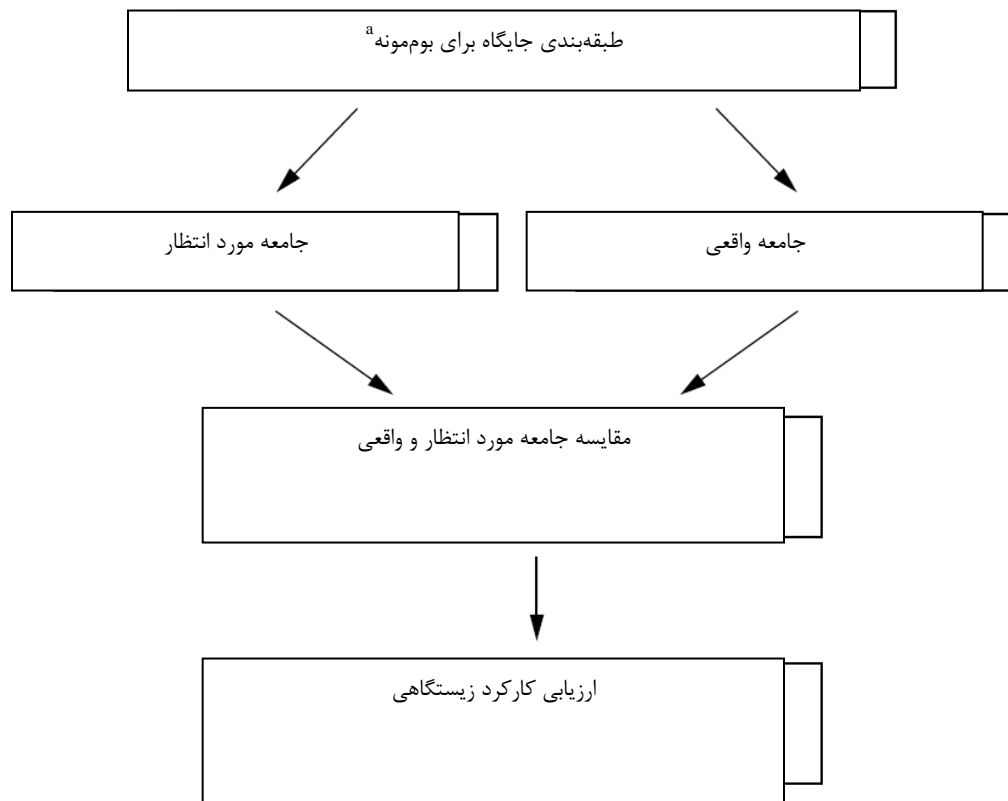 طبقه‌بندی جایگاه برای بوم‌مونه a
جامعه واقعی
جامعه مورد انتظار
مقایسه جامعه مورد انتظار و واقعی
ارزیابی کارکرد زیستگاهی